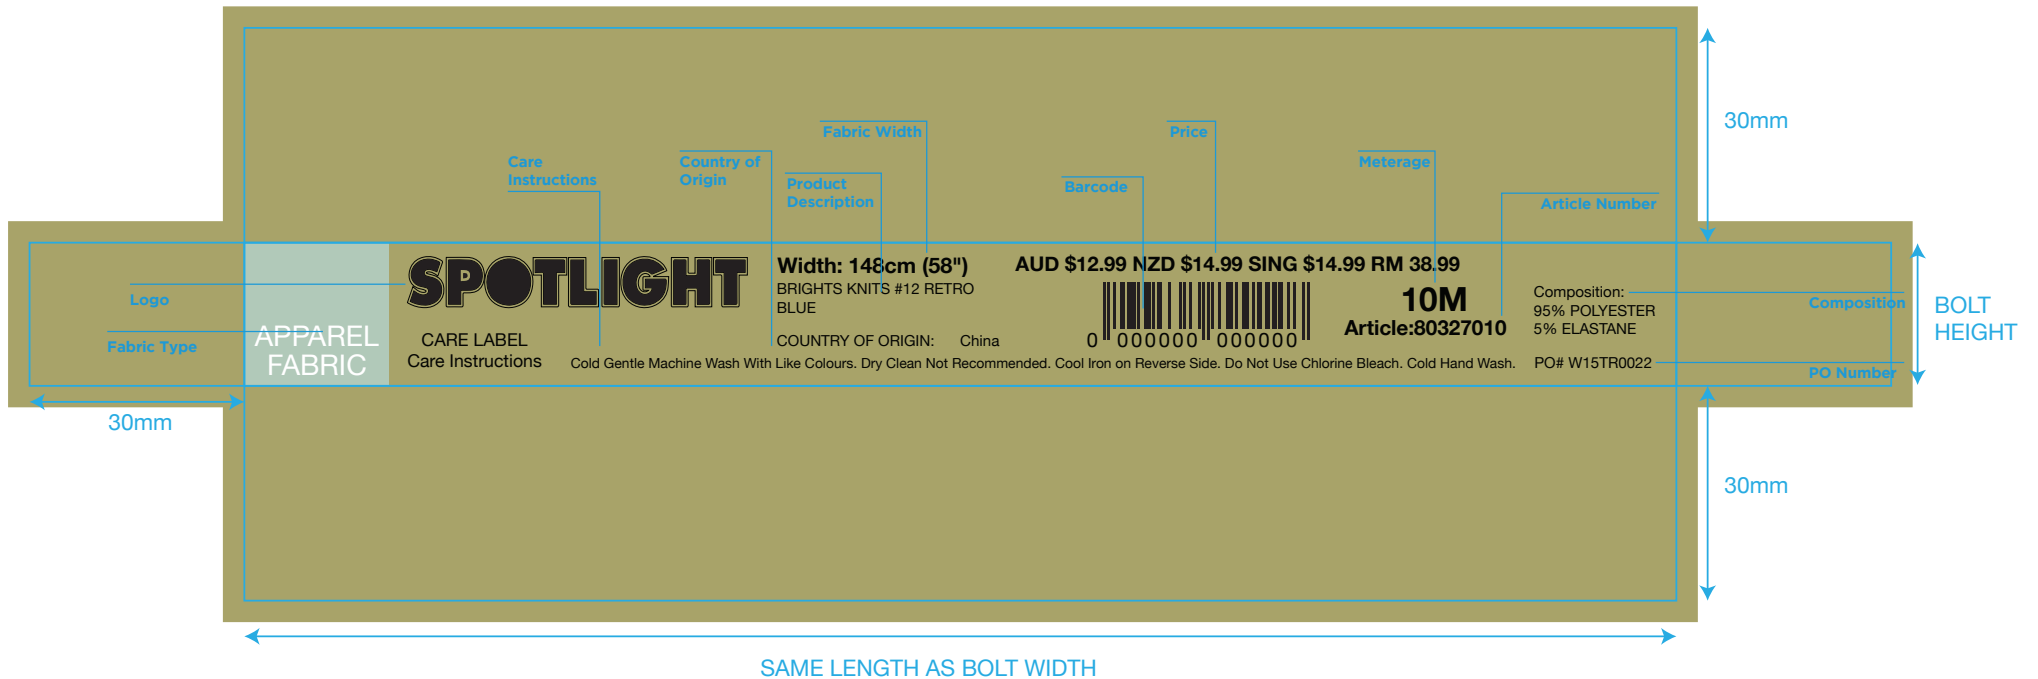 30mm
Fabric Width
Price
Care
Instructions
Country of
Origin
Product
Description
Barcode
Meterage
Article Number
Logo
Fabric Type
APPAREL
FABRIC
SPOTLIGHT
CARE LABEL
Care Instructions
Width: 148cm (58")
BRIGHTS KNITS #12 RETRO
BLUE
COUNTRY OF ORIGIN: China
AUD $12.99 NZD $14.99 SING $14.99 RM 38.99
0 000000 000000
10M
Article:80327010
Composition:
95% POLYESTER
5% ELASTANE
Cold Gentle Machine Wash With Like Colours. Dry Clean Not Recommended. Cool Iron on Reverse Side. Do Not Use Chlorine Bleach. Cold Hand Wash.
PO# W15TR0022
Composition
PO Number
BOLT
HEIGHT
30mm
30mm
SAME LENGTH AS BOLT WIDTH